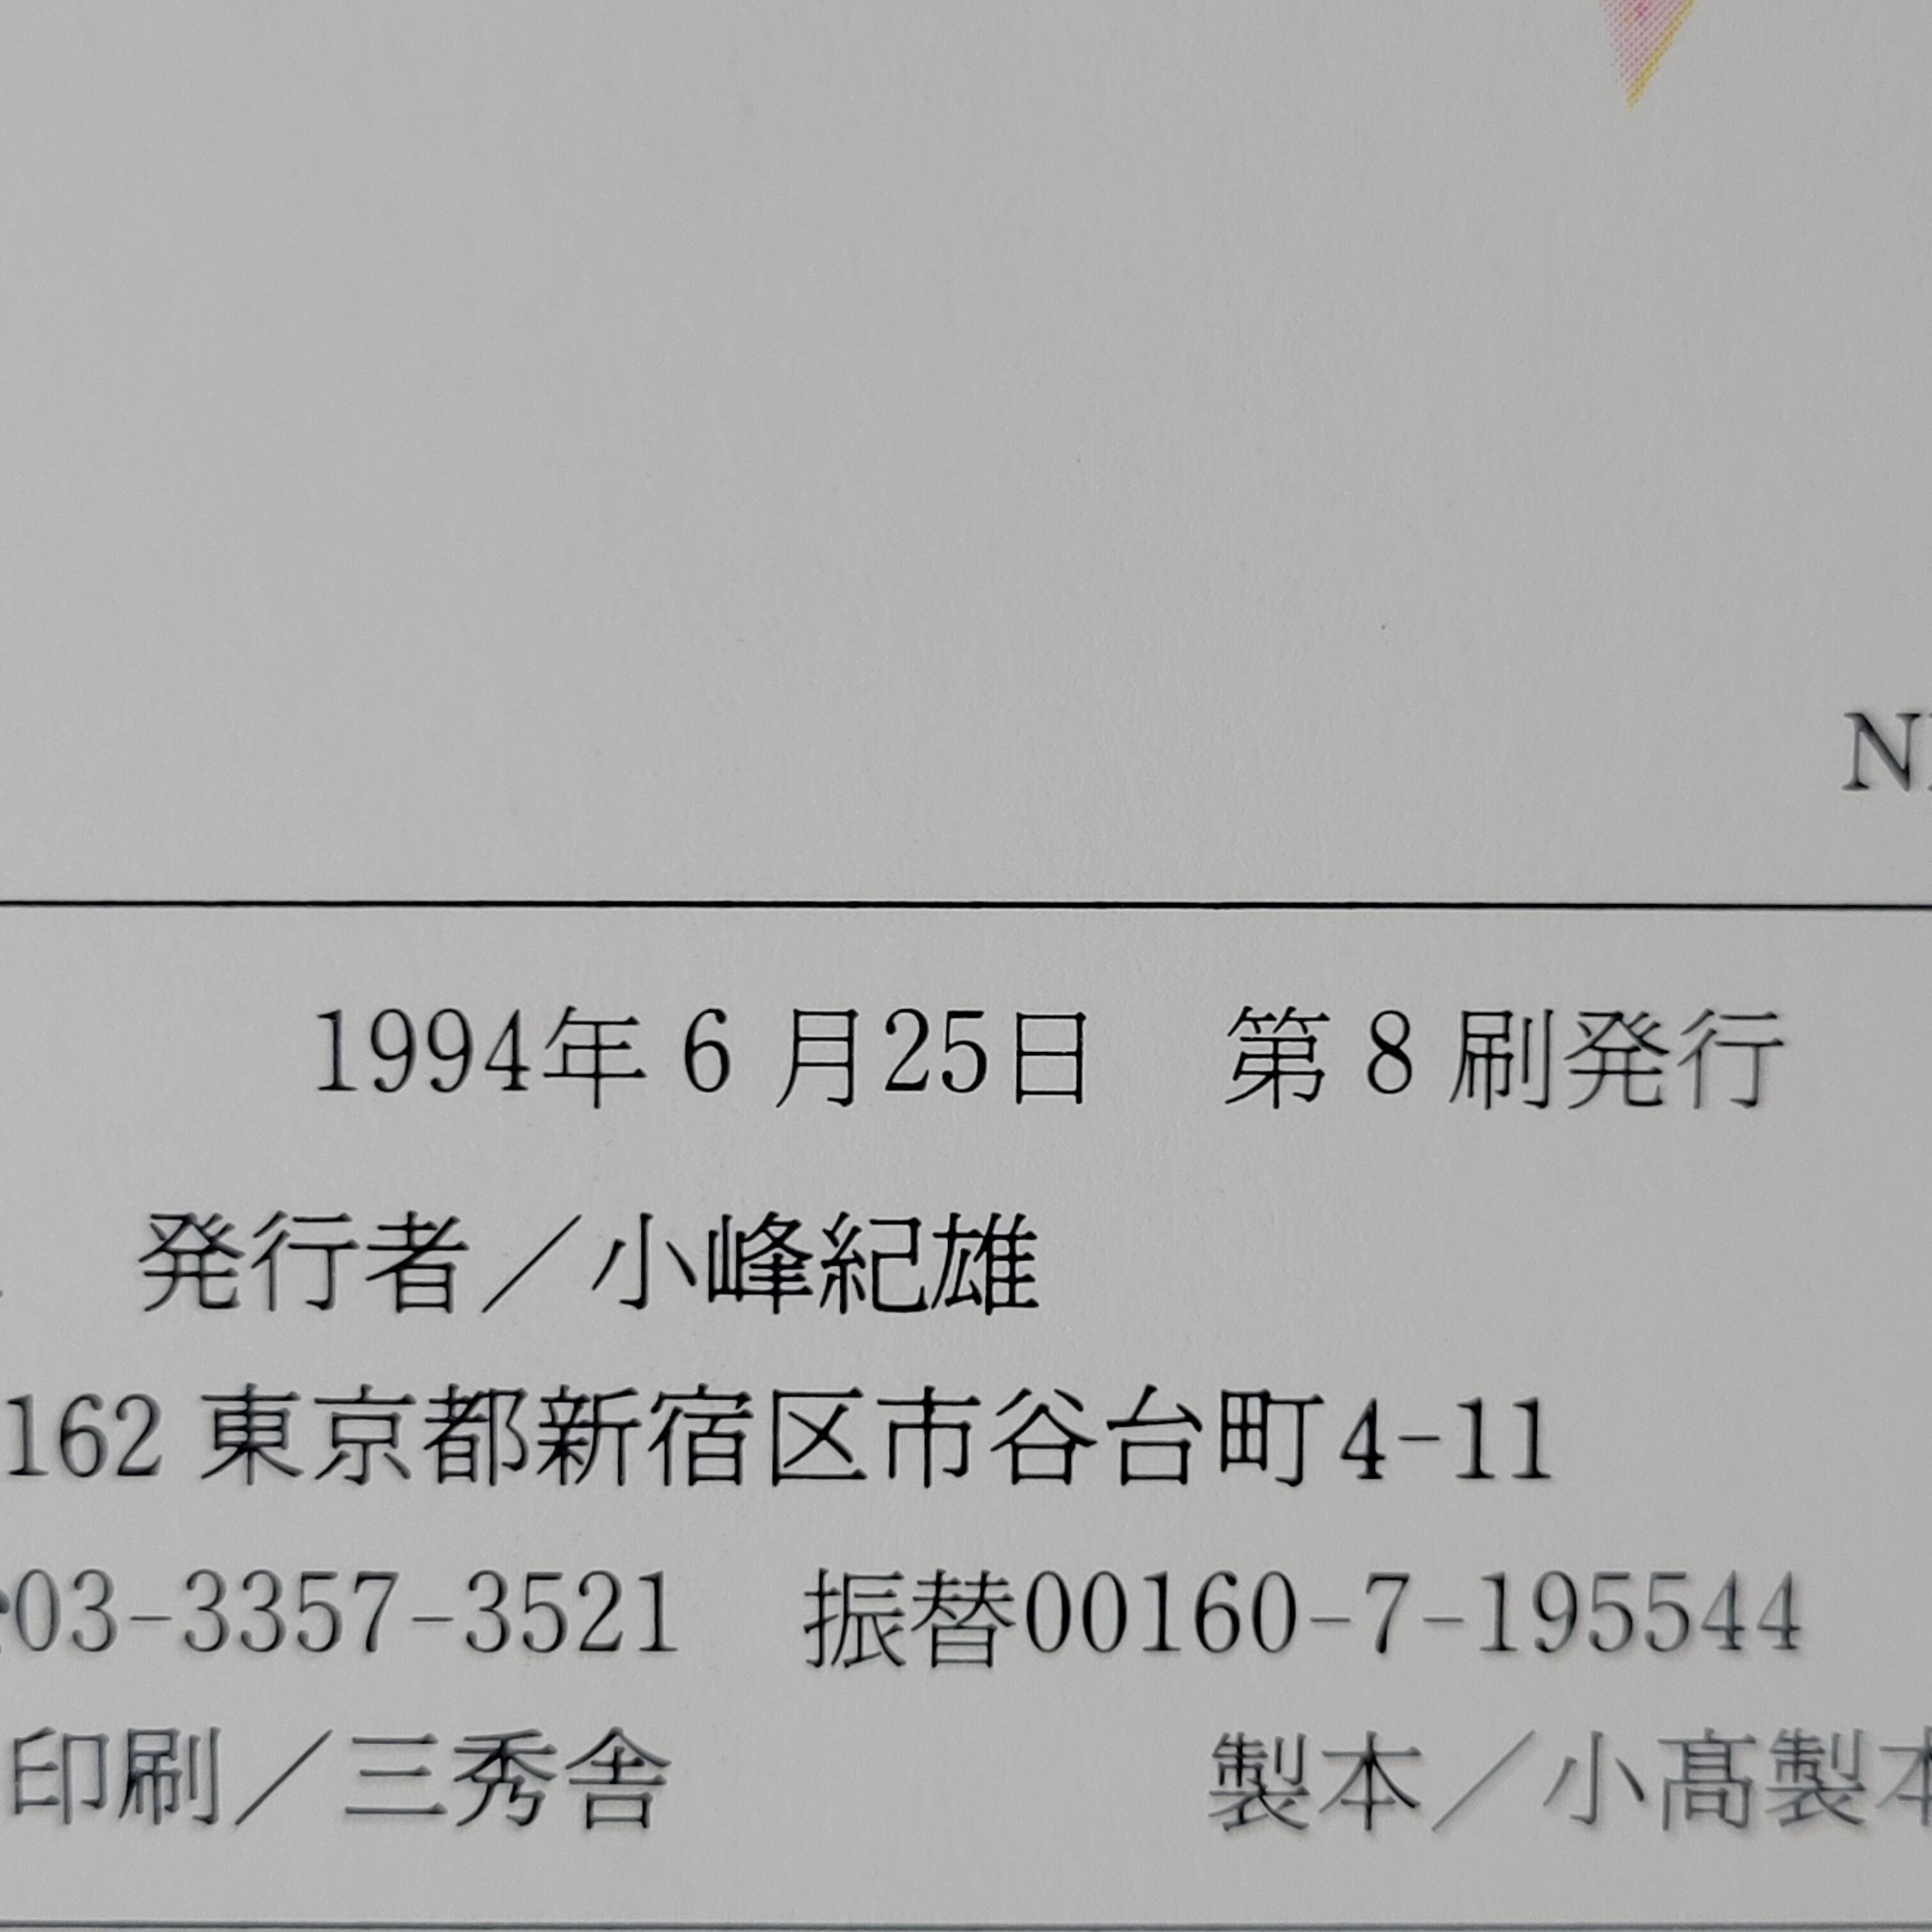 1994年6月25日　第8刷発行
発行者／小峰紀雄
162 東京都新宿区市谷台町4-11
03-3357-3521　振替00160-7-195544
印刷／三秀舎　製本／小髙製本